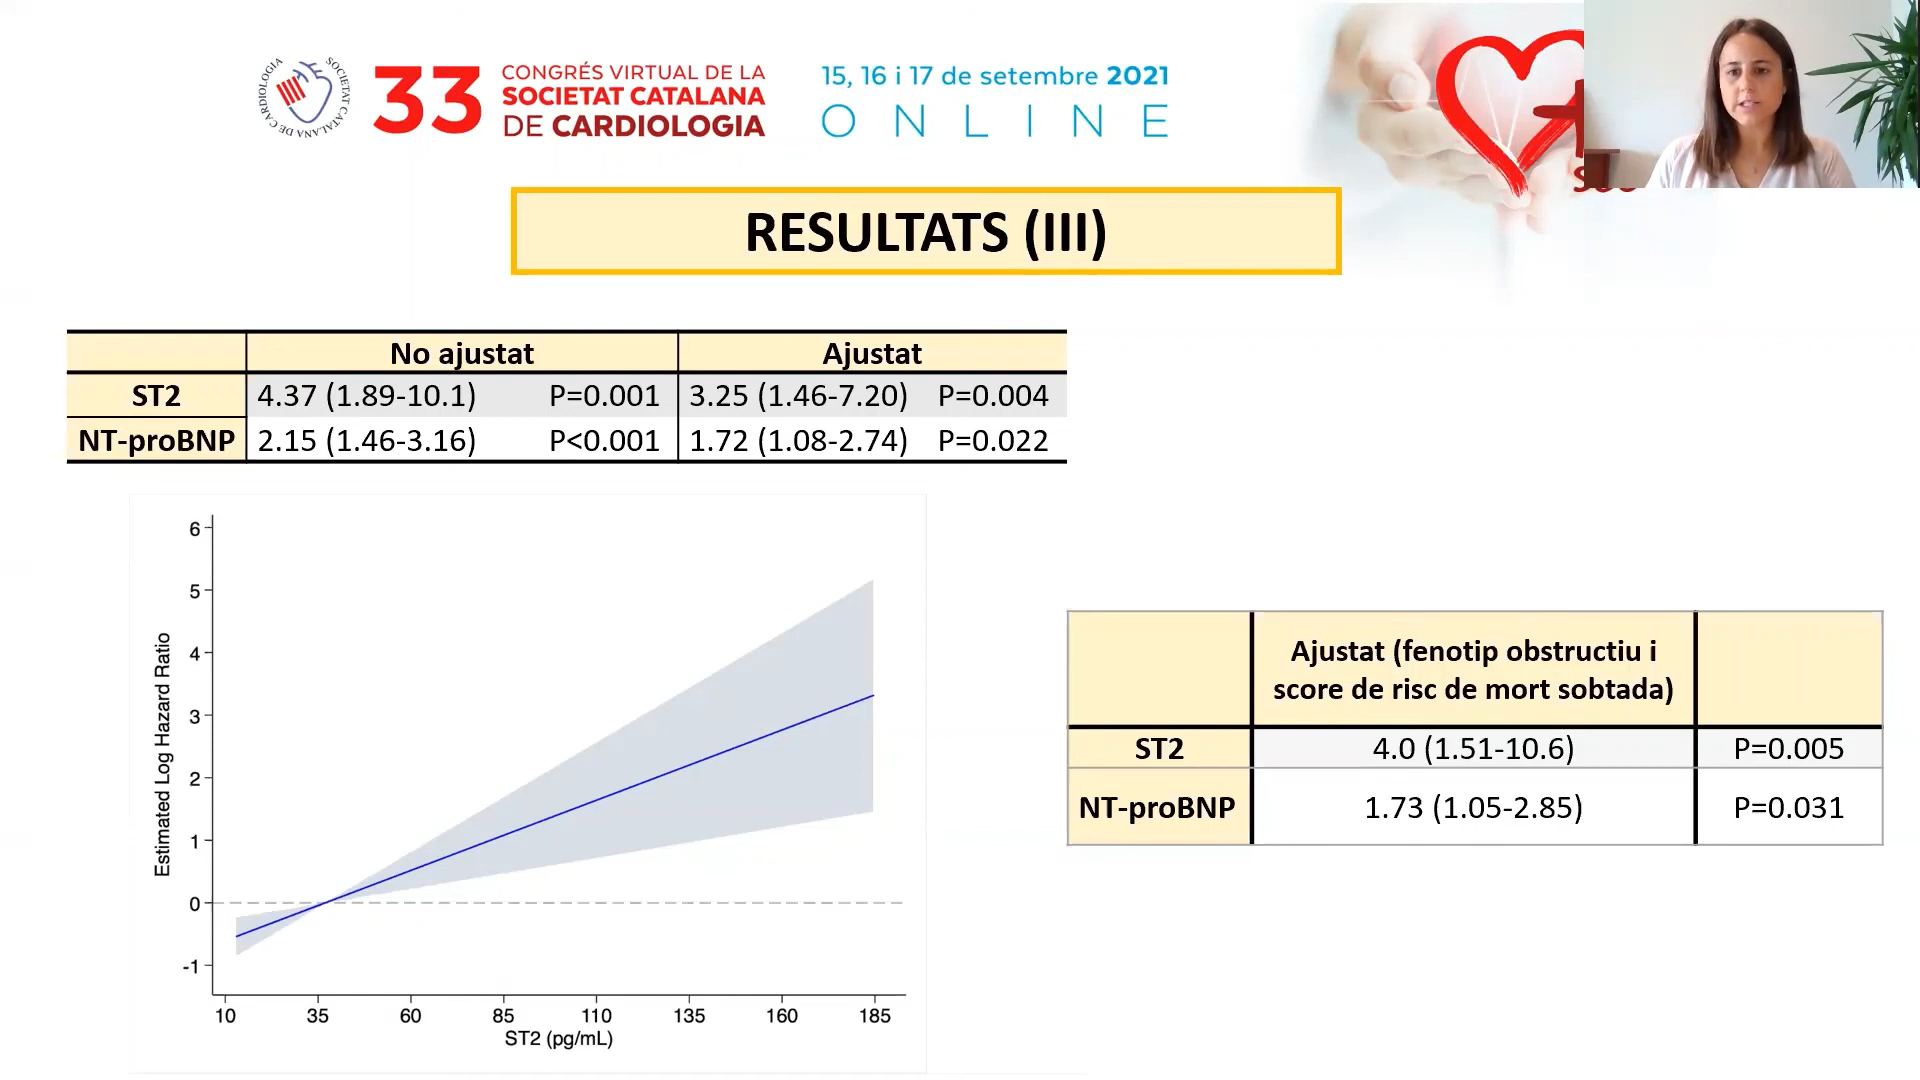 SOCIETAT CATALANA DE CARDIOLOGIA
33
CONGRÉS VIRTUAL DE LA
SOCIETAT CATALANA
DE CARDIOLOGIA
15, 16 i 17 de setembre 2021
ONLINE
RESULTATS (III)
No ajustat Ajustat
ST2 4.37 (1.89-10.1) P=0.001 3.25 (1.46-7.20) P=0.004
NT-proBNP 2.15 (1.46-3.16) P<0.001 1.72 (1.08-2.74) P=0.022
Estimated Log Hazard Ratio
6
5
4
3
2
1
0
-1
10 35 60 85 110 135 160 185
ST2 (pg/mL)
Ajustat (fenotip obstructiu i
score de risc de mort sobtada)
ST2 4.0 (1.51-10.6) P=0.005
NT-proBNP 1.73 (1.05-2.85) P=0.031